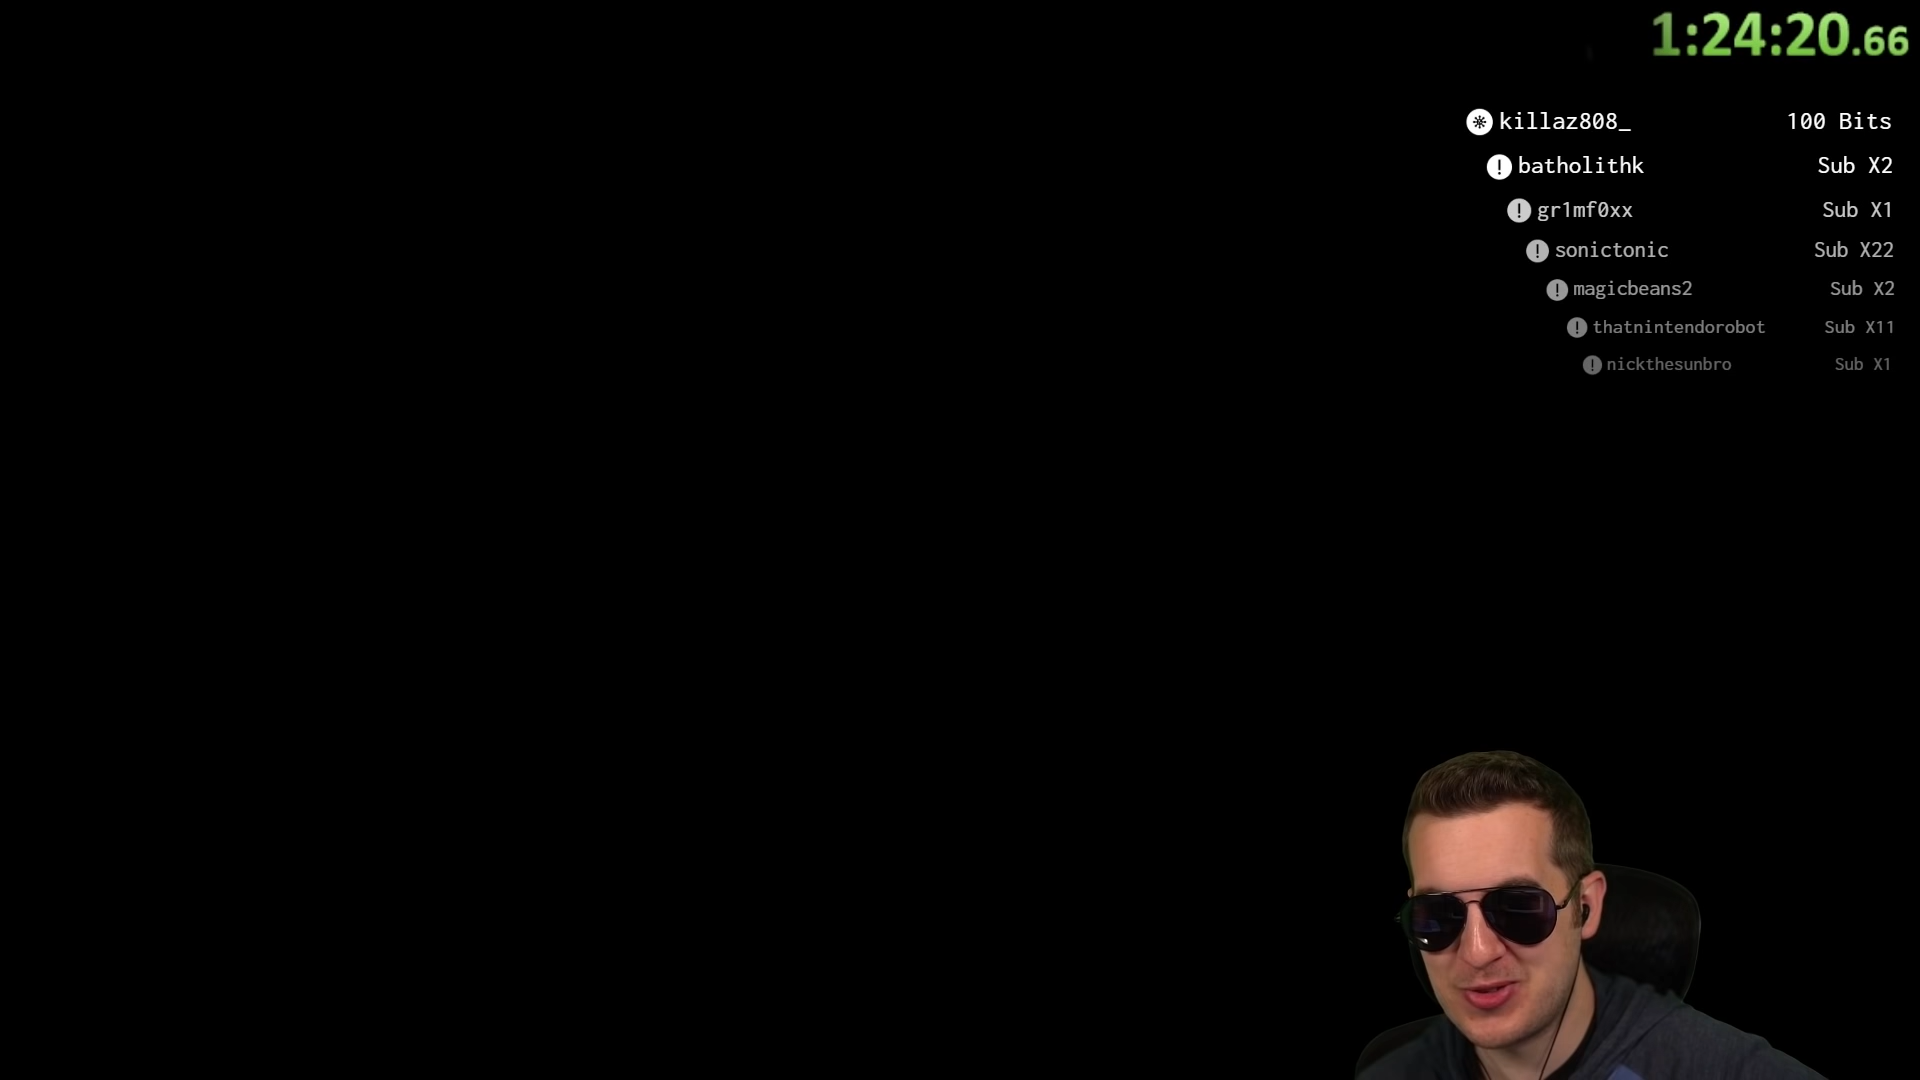 1:24:20.66
killaz808_ 100 Bits
batholithk Sub X2
gr1mf0xx Sub X1
sonictonic Sub X22
magicbeans2 Sub X2
thatnintendorobot Sub X11
nickthesunbro Sub X1